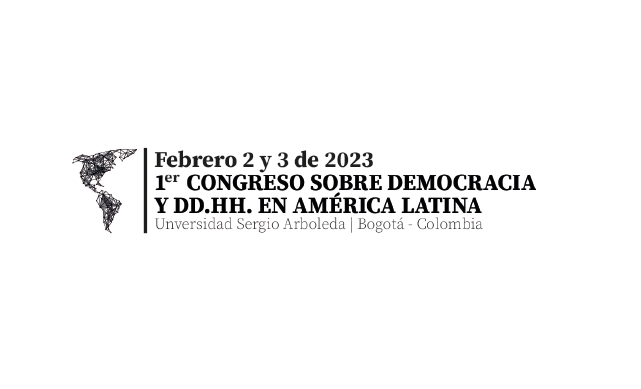 Febrero 2 y 3 de 2023
1er CONGRESO SOBRE DEMOCRACIA
Y DD.HH. EN AMÉRICA LATINA
Unversidad Sergio Arboleda | Bogotá - Colombia